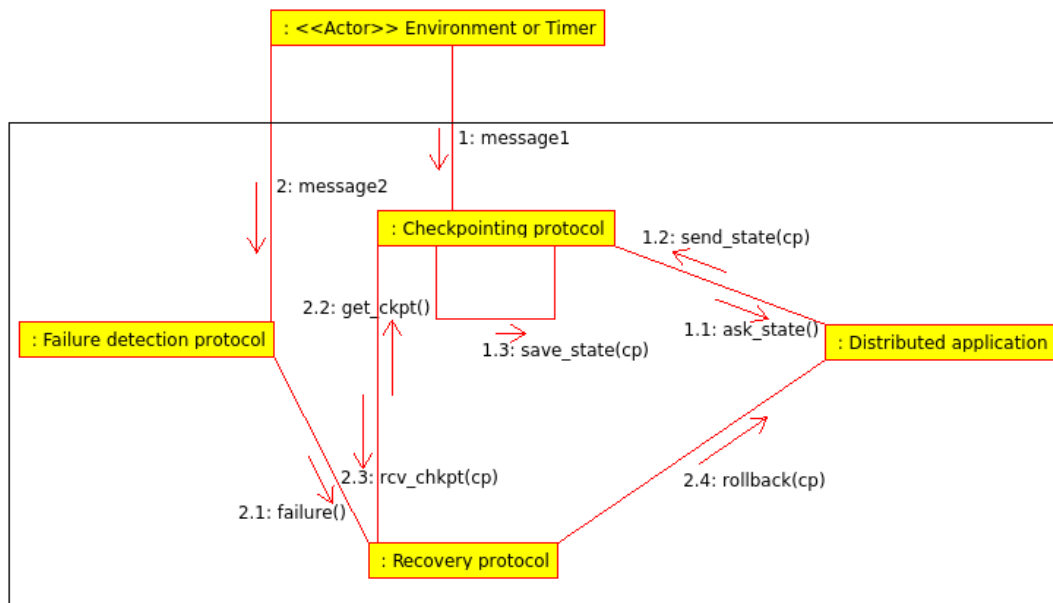 : <<Actor>> Environment or Timer
1: message1
2: message2
: Checkpointing protocol
1.2: send_state(cp)
2.2: get_ckpt()
1.1: ask_state()
: Failure detection protocol
1.3: save_state(cp)
: Distributed application
2.3: rcv_chkpt(cp)
2.4: rollback(cp)
2.1: failure()
: Recovery protocol